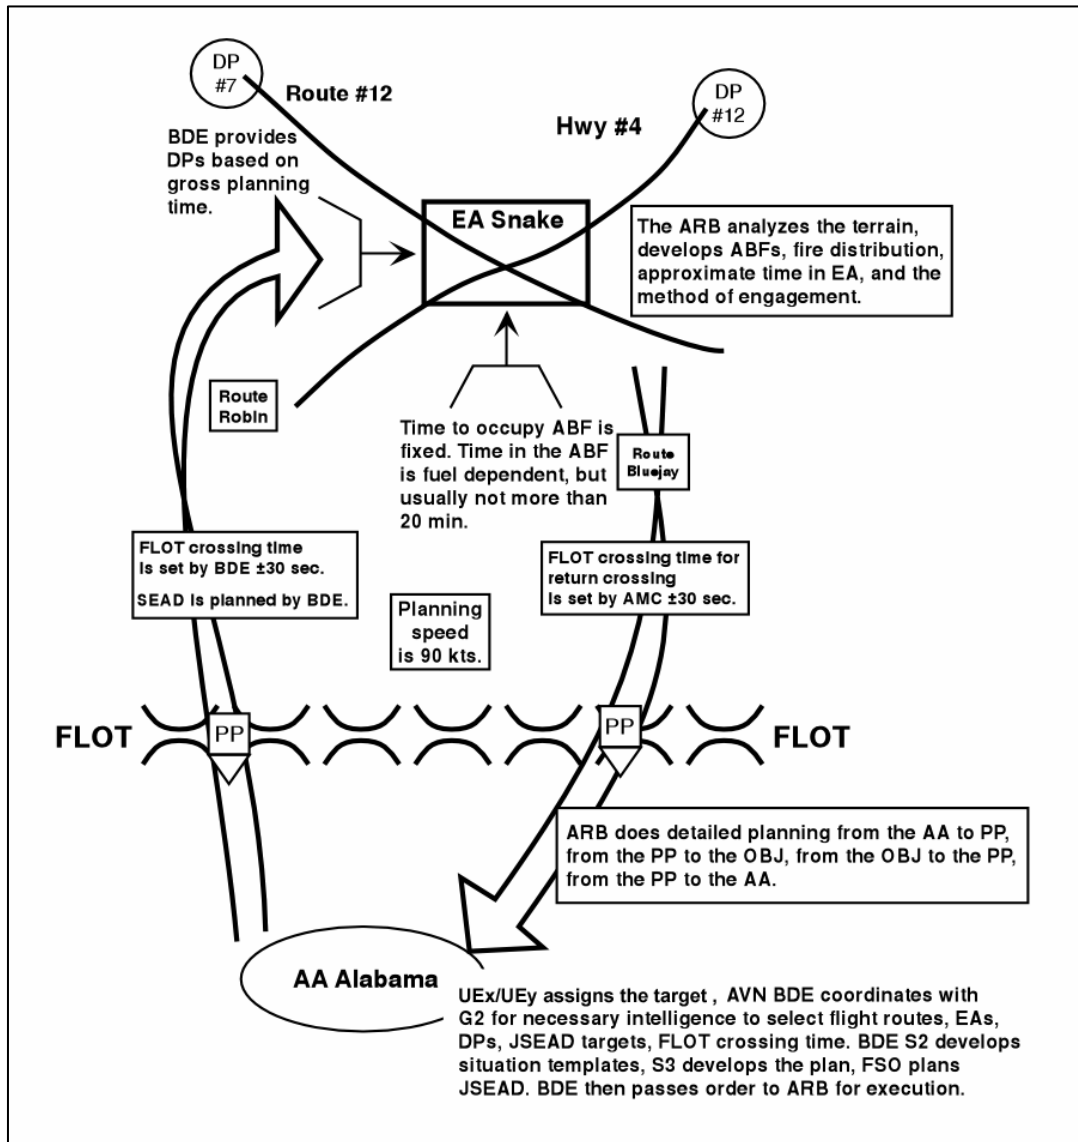 DP
#7
Route #12
DP
#12
Hwy #4
BDE provides
DPs based on
gross planning
time.
EA Snake
The ARB analyzes the terrain,
develops ABFs, fire distribution,
approximate time in EA, and the
method of engagement.
Route
Robin
Time to occupy ABF is
fixed. Time in the ABF
is fuel dependent, but
usually not more than
20 min.
Route
Bluejay
FLOT crossing time
is set by BDE ±30 sec.
SEAD is planned by BDE.
FLOT crossing time for
return crossing
is set by AMC ±30 sec.
Planning
speed
is 90 kts.
FLOT
PP
PP
FLOT
ARB does detailed planning from the AA to PP,
from the PP to the OBJ, from the OBJ to the PP,
from the PP to the AA.
AA Alabama
UEx/UEy assigns the target , AVN BDE coordinates with
G2 for necessary intelligence to select flight routes, EAs,
DPs, JSEAD targets, FLOT crossing time. BDE S2 develops
situation templates, S3 develops the plan, FSO plans
JSEAD. BDE then passes order to ARB for execution.